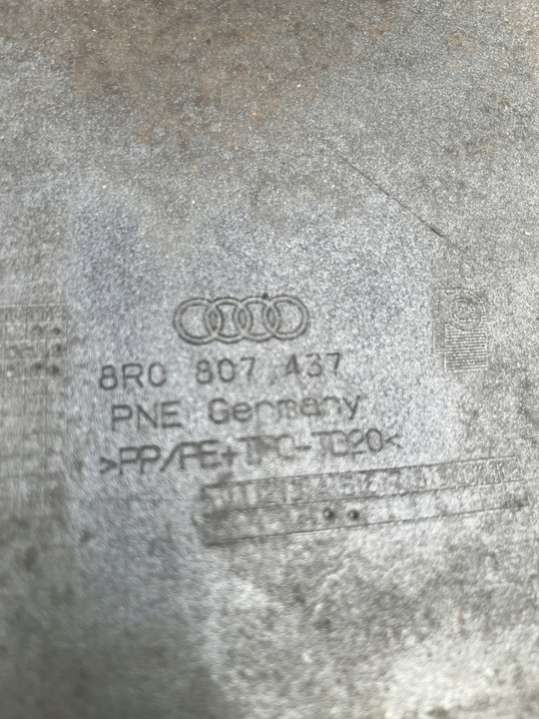 8R0 807 437
PNE Germany
>PP/PE+TPO-TD20<